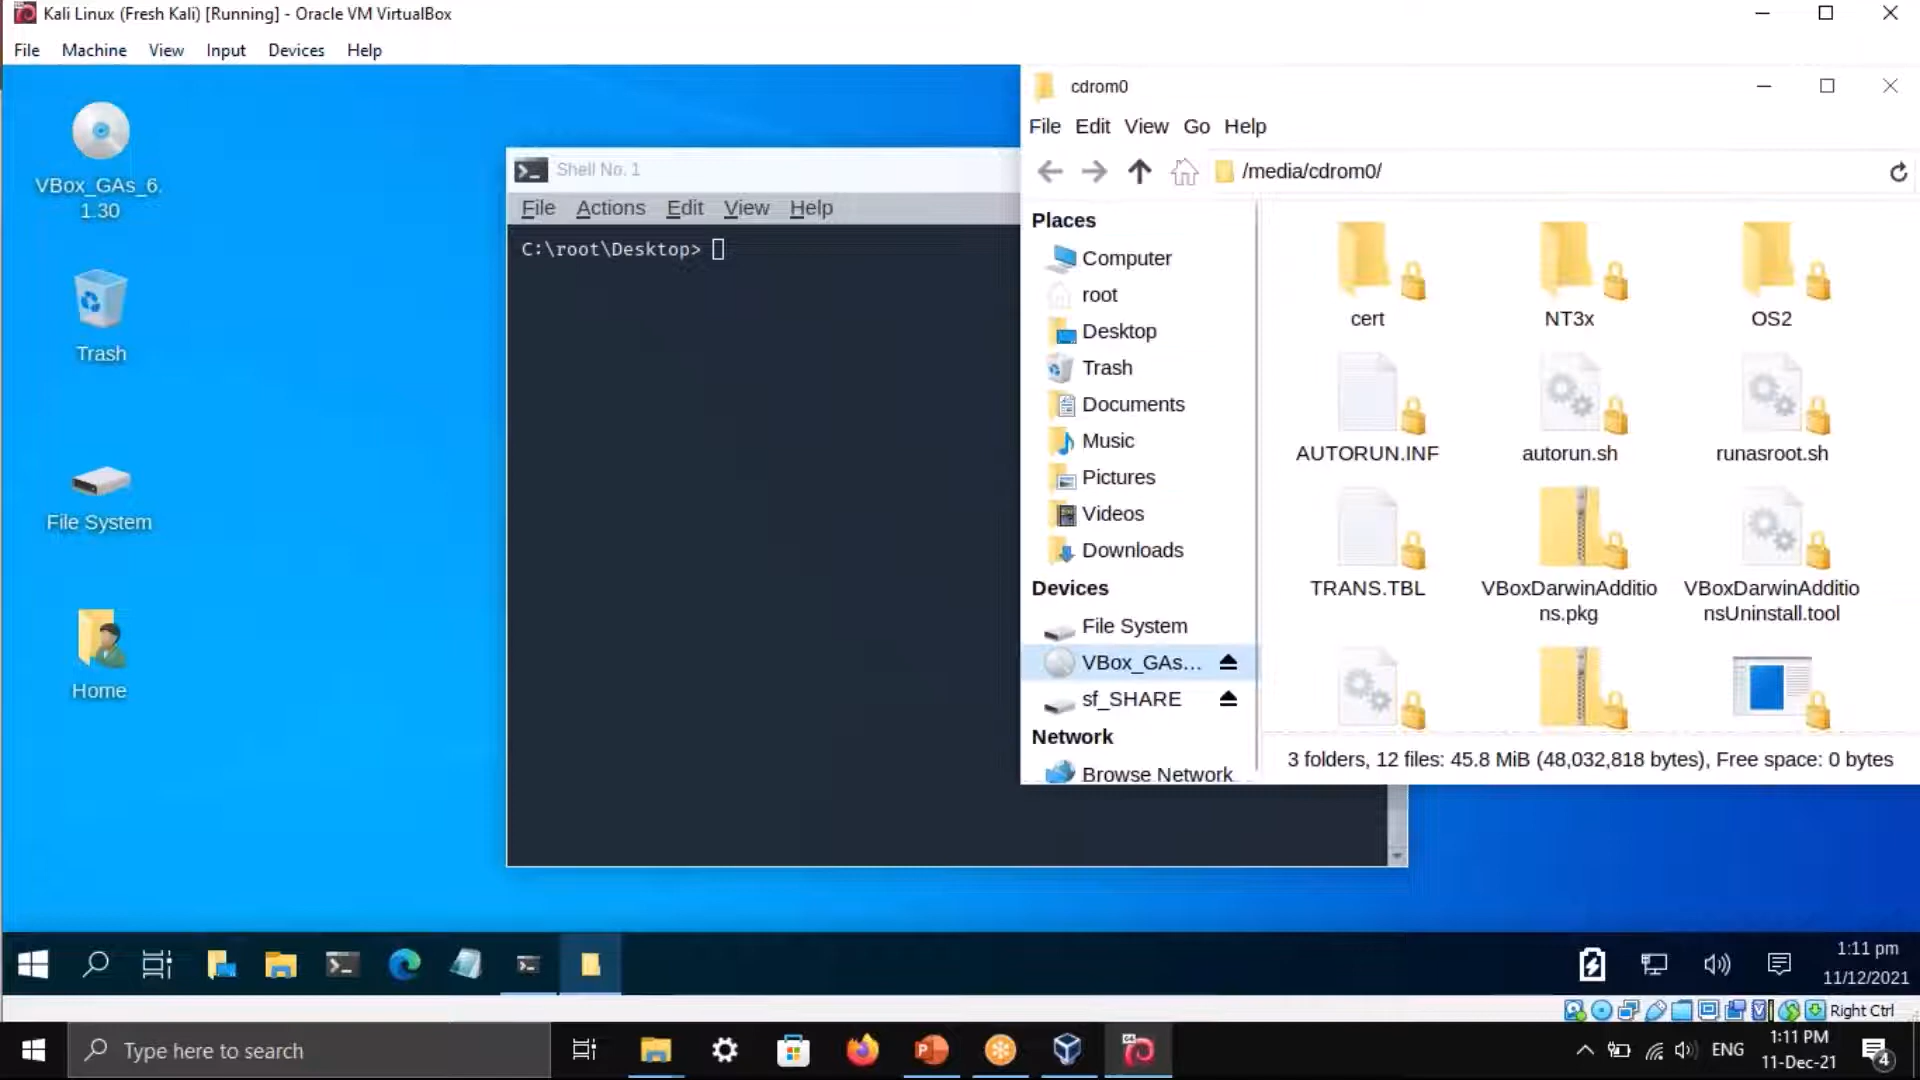 Kali Linux (Fresh Kali) [Running] - Oracle VM VirtualBox
File Machine View Input Devices Help
VBox_GAs_6.
1.30
Trash
File System
Home
Shell No. 1
File Actions Edit View Help
C:\root\Desktop>
cdrom0
File Edit View Go Help
/media/cdrom0/
Places
Computer
root
Desktop
Trash
Documents
Music
Pictures
Videos
Downloads
Devices
File System
VBox_GAs...
sf_SHARE
Network
Browse Network
cert NT3x OS2
AUTORUN.INF autorun.sh runasroot.sh
TRANS.TBL VBoxDarwinAdditio VBoxDarwinAdditio
ns.pkg nsUninstall.tool
3 folders, 12 files: 45.8 MiB (48,032,818 bytes), Free space: 0 bytes
1:11 pm
11/12/2021
Right Ctrl
Type here to search
ENG
1:11 PM
11-Dec-21
4